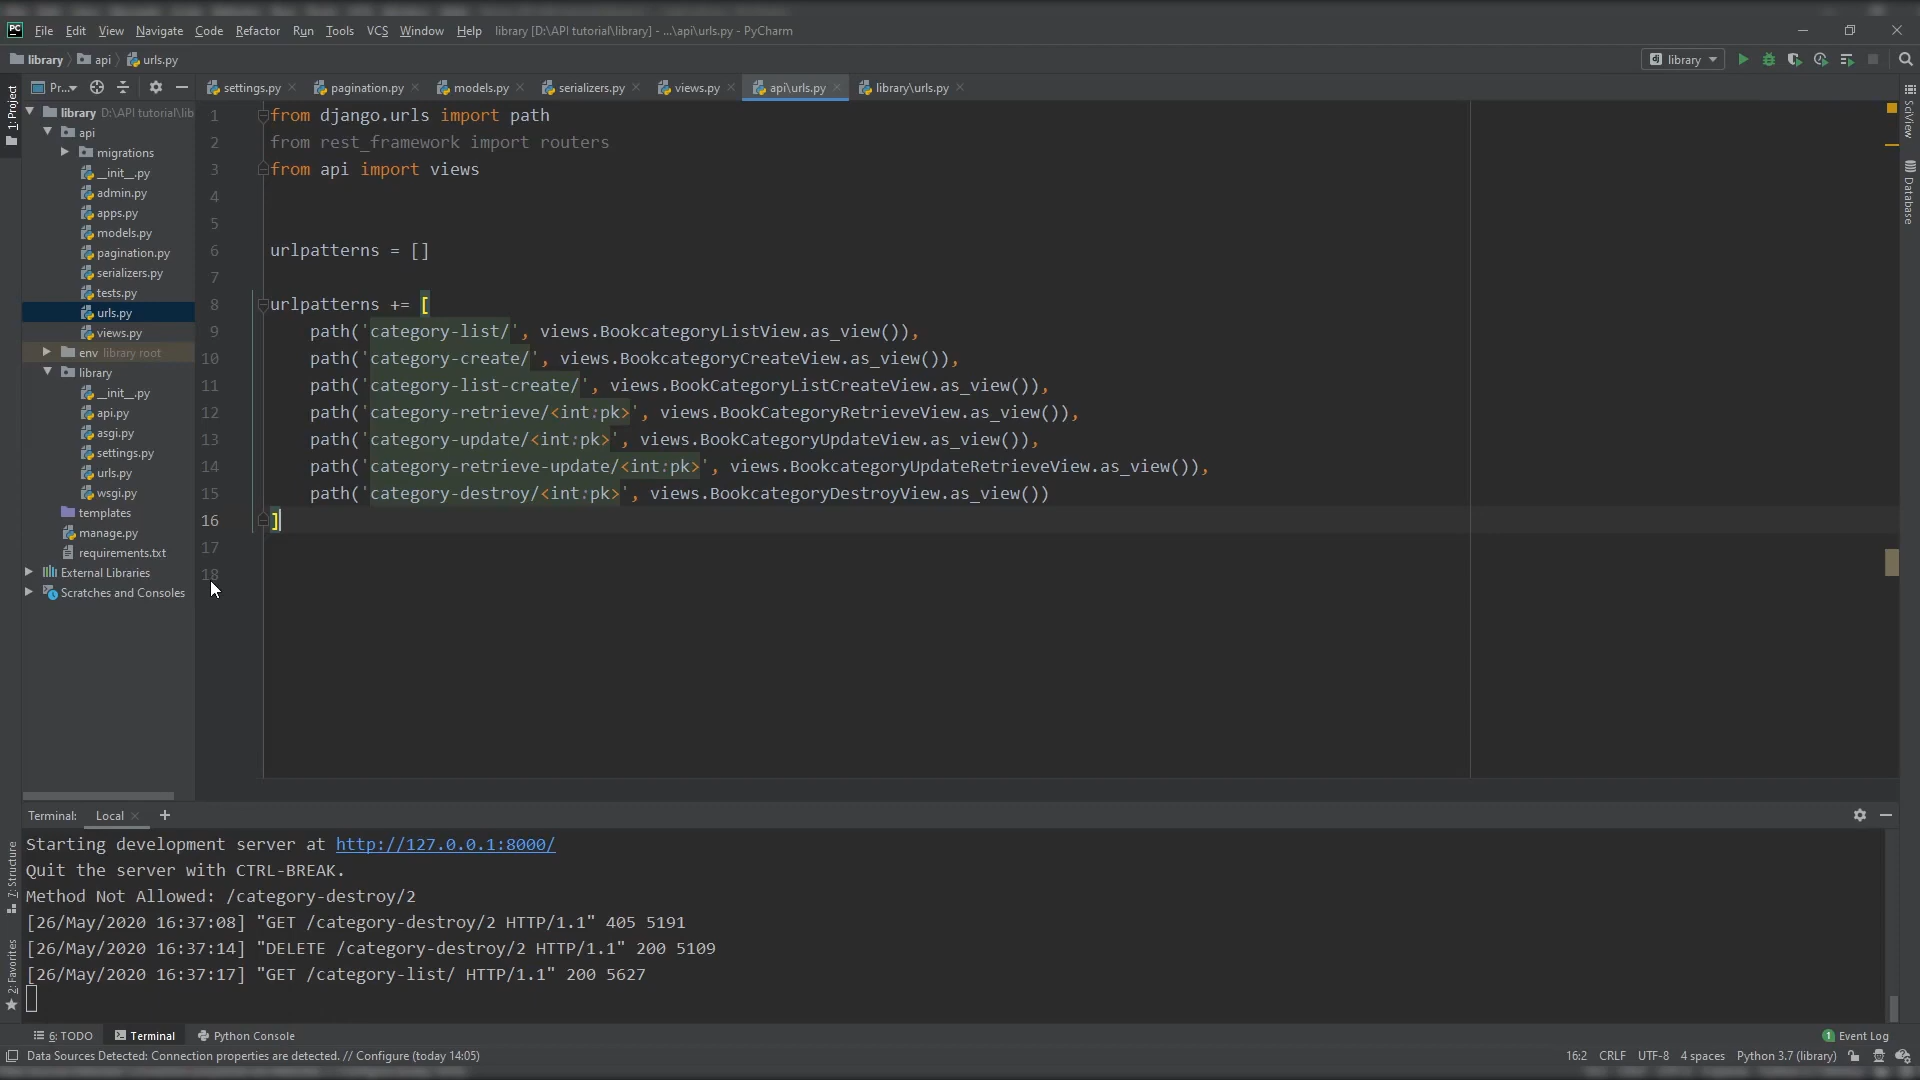 File Edit View Navigate Code Refactor Run Tools VCS Window Help library [D:\API tutorial\library] - ...\api\urls.py - PyCharm
library api urls.py library
1: Project Pr... settings.py pagination.py models.py serializers.py views.py api\urls.py library\urls.py
library D:\API tutorial\lib
api
migrations
__init__.py
admin.py
apps.py
models.py
pagination.py
serializers.py
tests.py
urls.py
views.py
env library root
library
__init__.py
api.py
asgi.py
settings.py
urls.py
wsgi.py
templates
manage.py
requirements.txt
External Libraries
Scratches and Consoles
1 from django.urls import path
2 from rest_framework import routers
3 from api import views
4
5
6 urlpatterns = []
7
8 urlpatterns += [
9 path('category-list/', views.BookcategoryListView.as_view()),
10 path('category-create/', views.BookcategoryCreateView.as_view()),
11 path('category-list-create/', views.BookCategoryListCreateView.as_view()),
12 path('category-retrieve/<int:pk>', views.BookCategoryRetrieveView.as_view()),
13 path('category-update/<int:pk>', views.BookCategoryUpdateView.as_view()),
14 path('category-retrieve-update/<int:pk>', views.BookcategoryUpdateRetrieveView.as_view()),
15 path('category-destroy/<int:pk>', views.BookcategoryDestroyView.as_view())
16 ]
17
18
SciView
Database
Terminal: Local +
Starting development server at http://127.0.0.1:8000/
Quit the server with CTRL-BREAK.
Method Not Allowed: /category-destroy/2
[26/May/2020 16:37:08] "GET /category-destroy/2 HTTP/1.1" 405 5191
[26/May/2020 16:37:14] "DELETE /category-destroy/2 HTTP/1.1" 200 5109
[26/May/2020 16:37:17] "GET /category-list/ HTTP/1.1" 200 5627
7: Structure
2: Favorites
6: TODO Terminal Python Console 1 Event Log
Data Sources Detected: Connection properties are detected. // Configure (today 14:05) 16:2 CRLF UTF-8 4 spaces Python 3.7 (library)